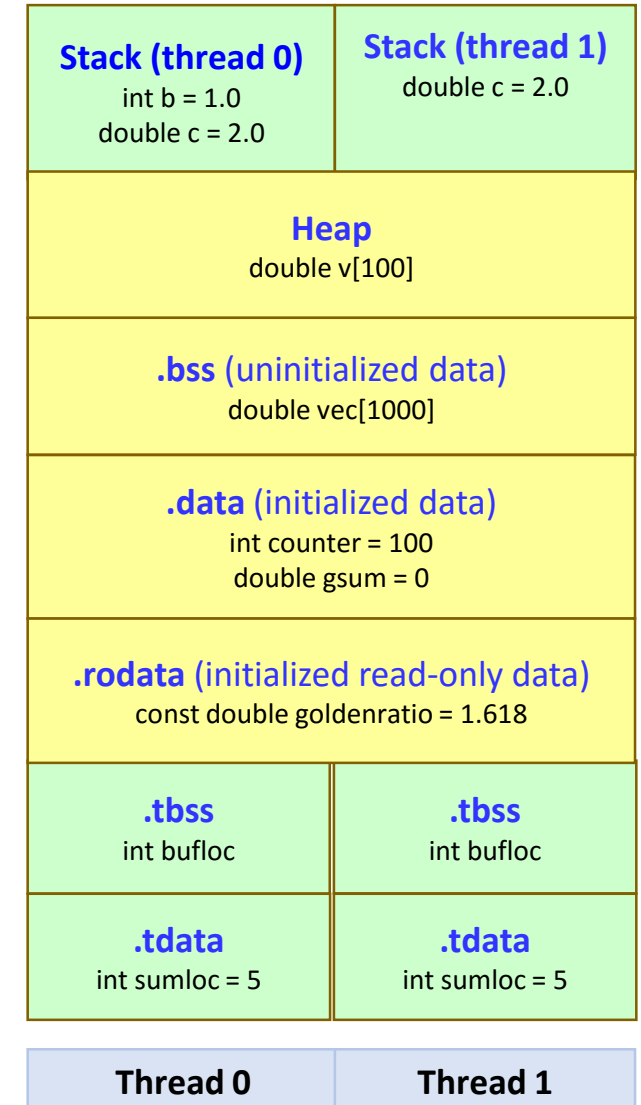 Stack (thread 0)
int b = 1.0
double c = 2.0
Stack (thread 1)
double c = 2.0
Heap
double v[100]
.bss (uninitialized data)
double vec[1000]
.data (initialized data)
int counter = 100
double gsum = 0
.rodata (initialized read-only data)
const double goldenratio = 1.618
.tbss
int bufloc
.tbss
int bufloc
.tdata
int sumloc = 5
.tdata
int sumloc = 5
Thread 0
Thread 1